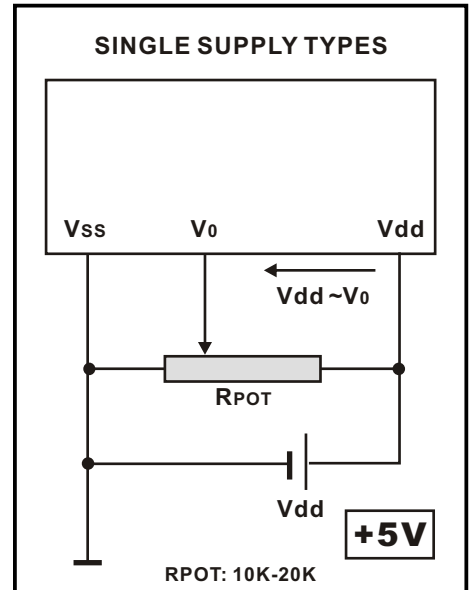 SINGLE SUPPLY TYPES
Vss V0 Vdd
Vdd ~V0
RPOT
Vdd
+5V
RPOT: 10K-20K